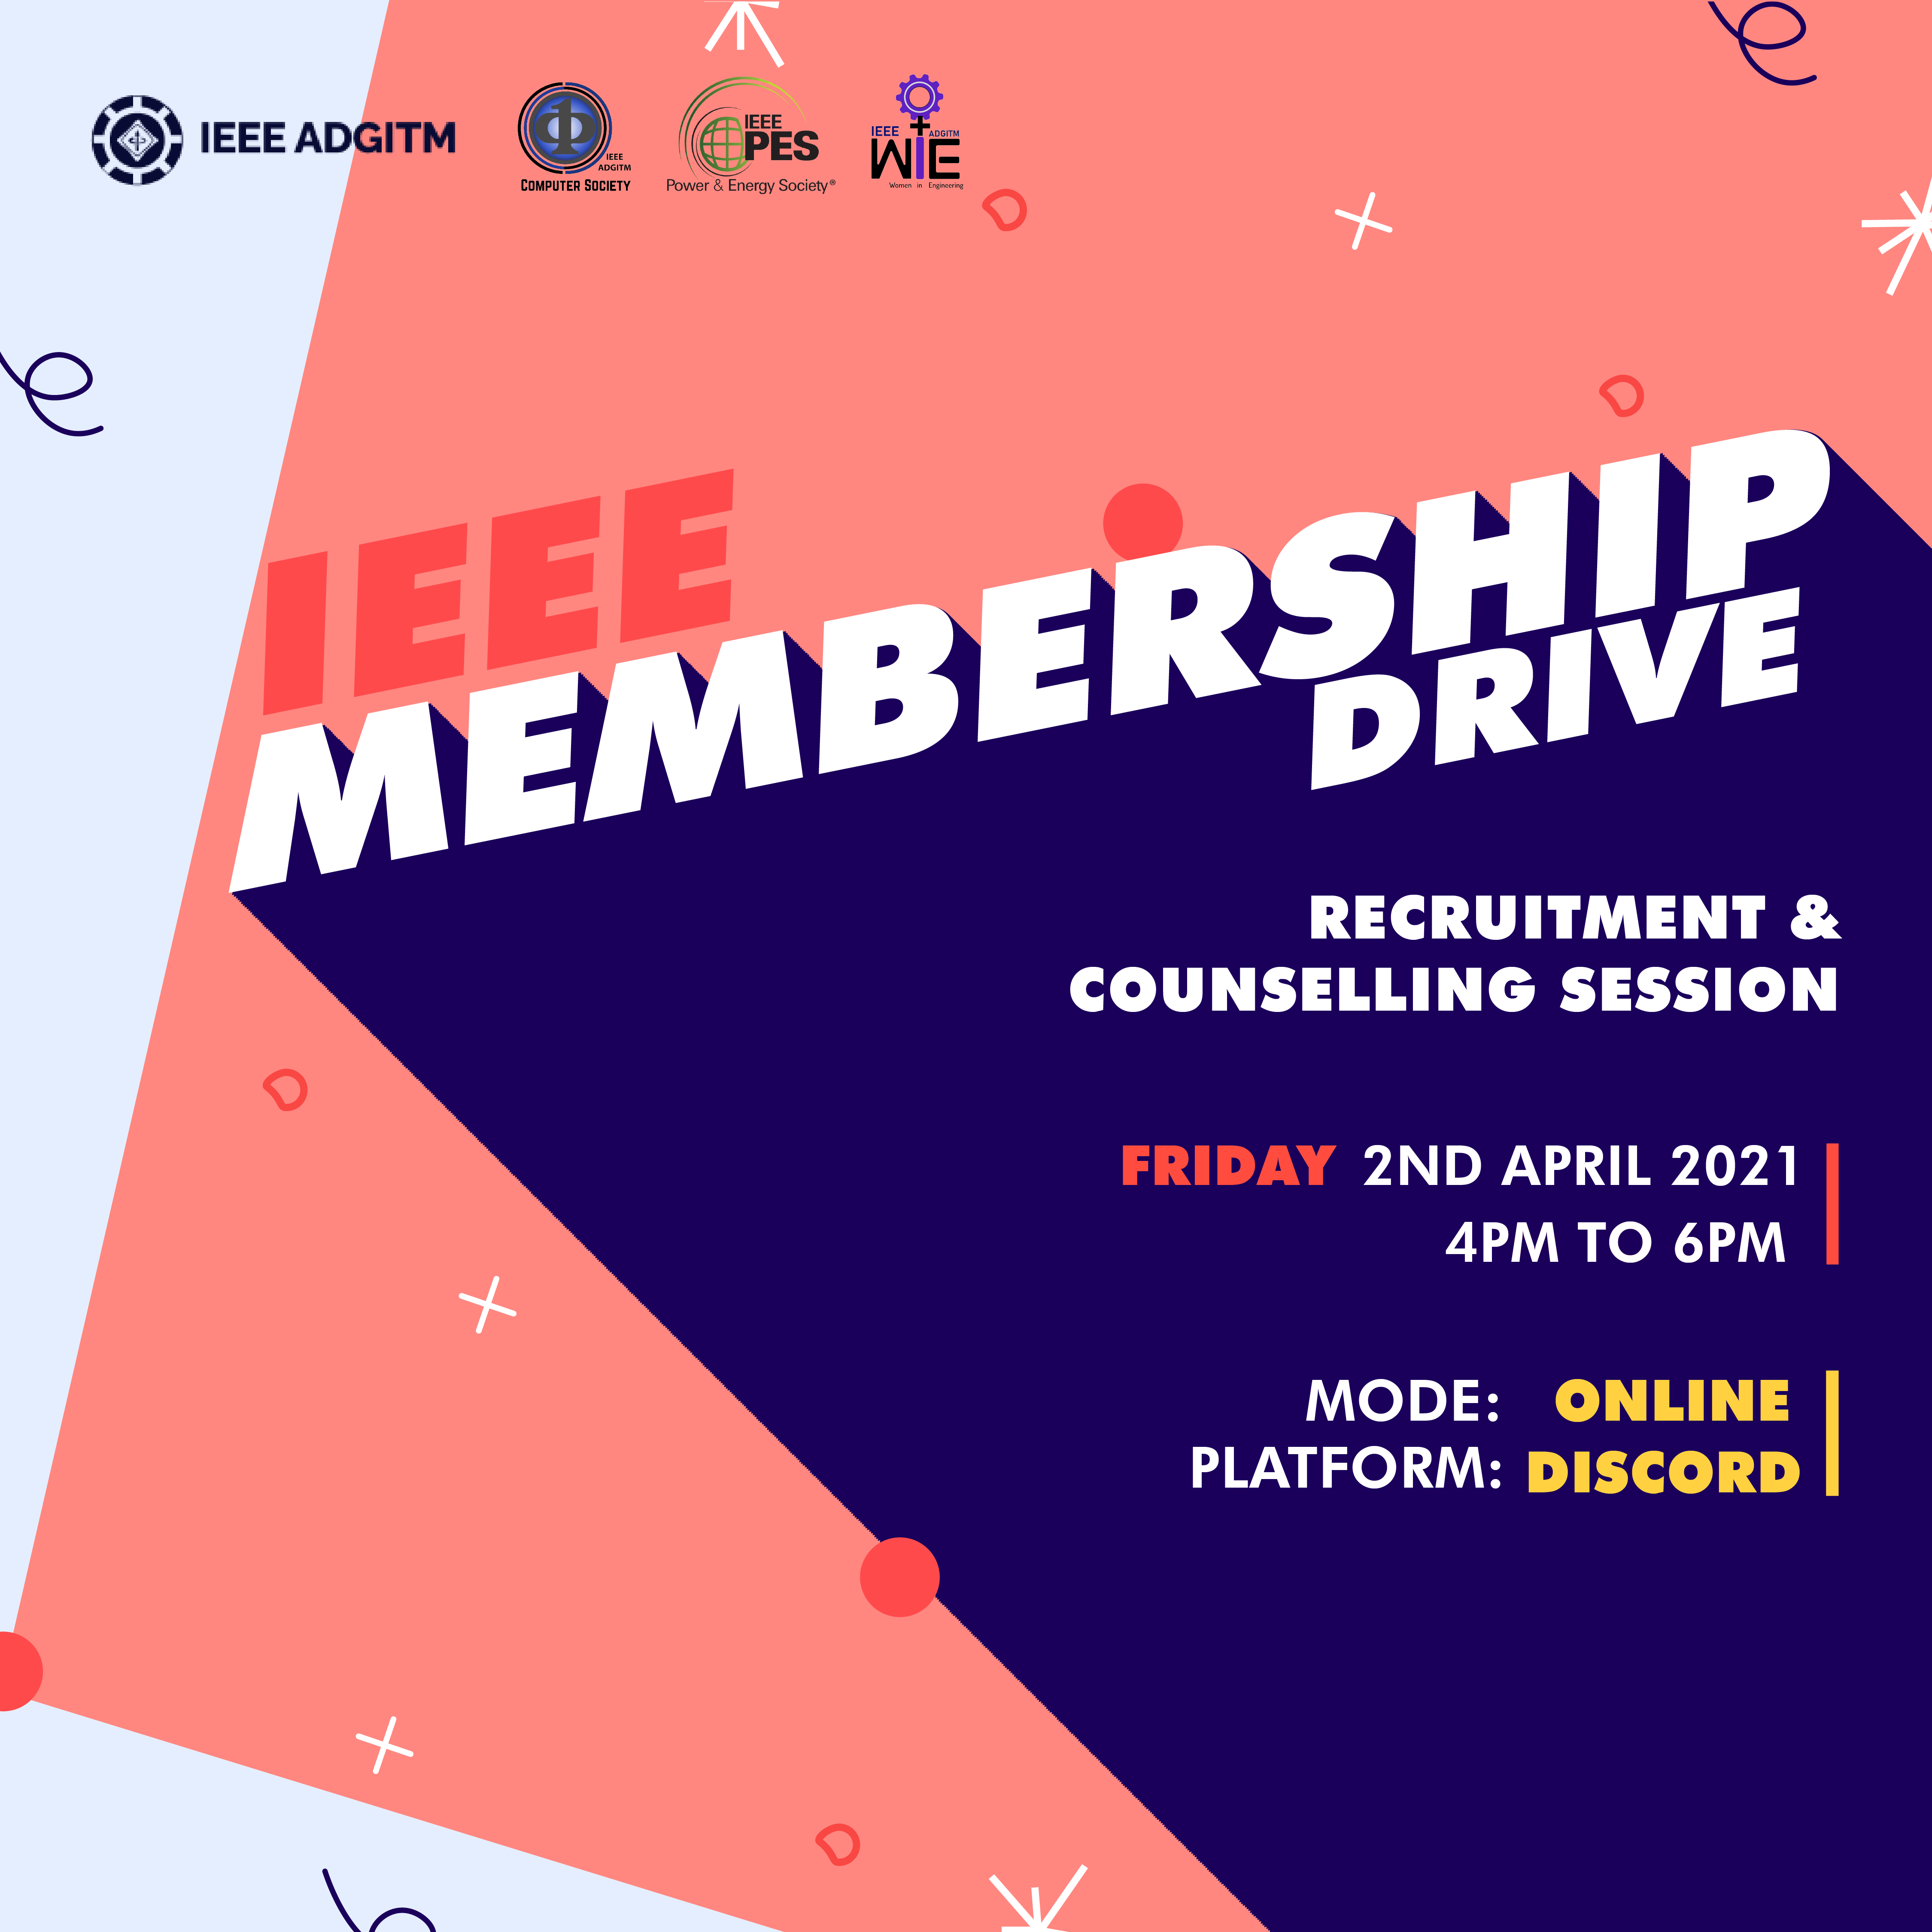 IEEE ADGITM
IEEE
ADGITM
COMPUTER SOCIETY
IEEE
PES
Power & Energy Society®
IEEE ADGITM
WIE
Women in Engineering
IEEE
MEMBERSHIP
DRIVE
RECRUITMENT &
COUNSELLING SESSION
FRIDAY 2ND APRIL 2021
4PM TO 6PM
MODE: ONLINE
PLATFORM: DISCORD